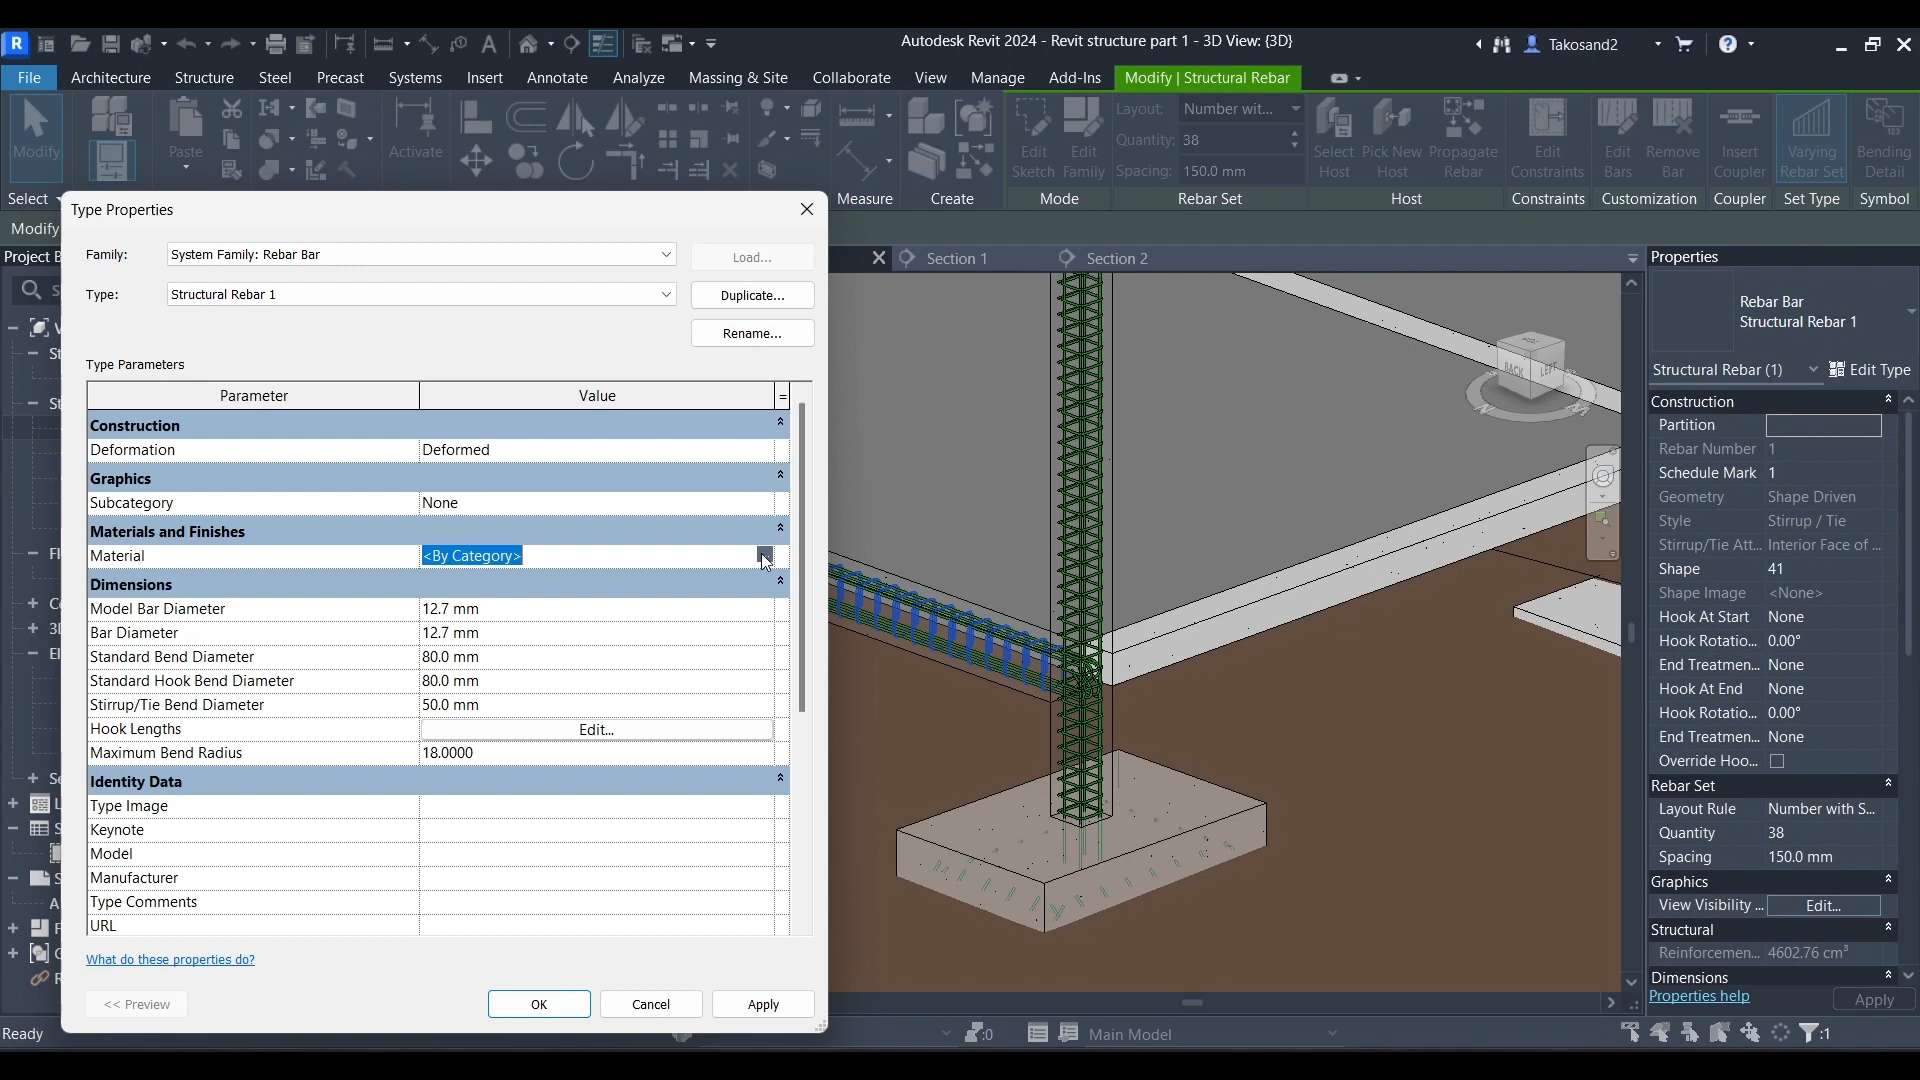 Autodesk Revit 2024 - Revit structure part 1 - 3D View: {3D}
Takosand2
File Architecture Structure Steel Precast Systems Insert Annotate Analyze Massing & Site Collaborate View Manage Add-Ins Modify | Structural Rebar
Modify
Paste
Activate
Edit Sketch
Edit Family
Layout: Number wit...
Quantity: 38
Spacing: 150.0 mm
Select Host
Pick New Host
Propagate Rebar
Edit Constraints
Edit Bars
Remove Bar
Insert Coupler
Varying Rebar Set
Bending Detail
Select Measure Create Mode Rebar Set Host Constraints Customization Coupler Set Type Symbol
Modify
Project B
Section 1
Section 2
Type Properties
Family: System Family: Rebar Bar Load...
Type: Structural Rebar 1 Duplicate...
Rename...
Type Parameters
Parameter Value =
Construction
Deformation Deformed
Graphics
Subcategory None
Materials and Finishes
Material <By Category>
Dimensions
Model Bar Diameter 12.7 mm
Bar Diameter 12.7 mm
Standard Bend Diameter 80.0 mm
Standard Hook Bend Diameter 80.0 mm
Stirrup/Tie Bend Diameter 50.0 mm
Hook Lengths Edit...
Maximum Bend Radius 18.0000
Identity Data
Type Image
Keynote
Model
Manufacturer
Type Comments
URL
What do these properties do?
<< Preview OK Cancel Apply
BACK LEFT
Properties
Rebar Bar
Structural Rebar 1
Structural Rebar (1) Edit Type
Construction
Partition
Rebar Number 1
Schedule Mark 1
Geometry Shape Driven
Style Stirrup / Tie
Stirrup/Tie Att... Interior Face of ...
Shape 41
Shape Image <None>
Hook At Start None
Hook Rotatio... 0.00°
End Treatmen... None
Hook At End None
Hook Rotatio... 0.00°
End Treatmen... None
Override Hoo...
Rebar Set
Layout Rule Number with S...
Quantity 38
Spacing 150.0 mm
Graphics
View Visibility ... Edit...
Structural
Reinforcemen... 4602.76 cm³
Dimensions
Properties help Apply
Ready
:0
Main Model
:1